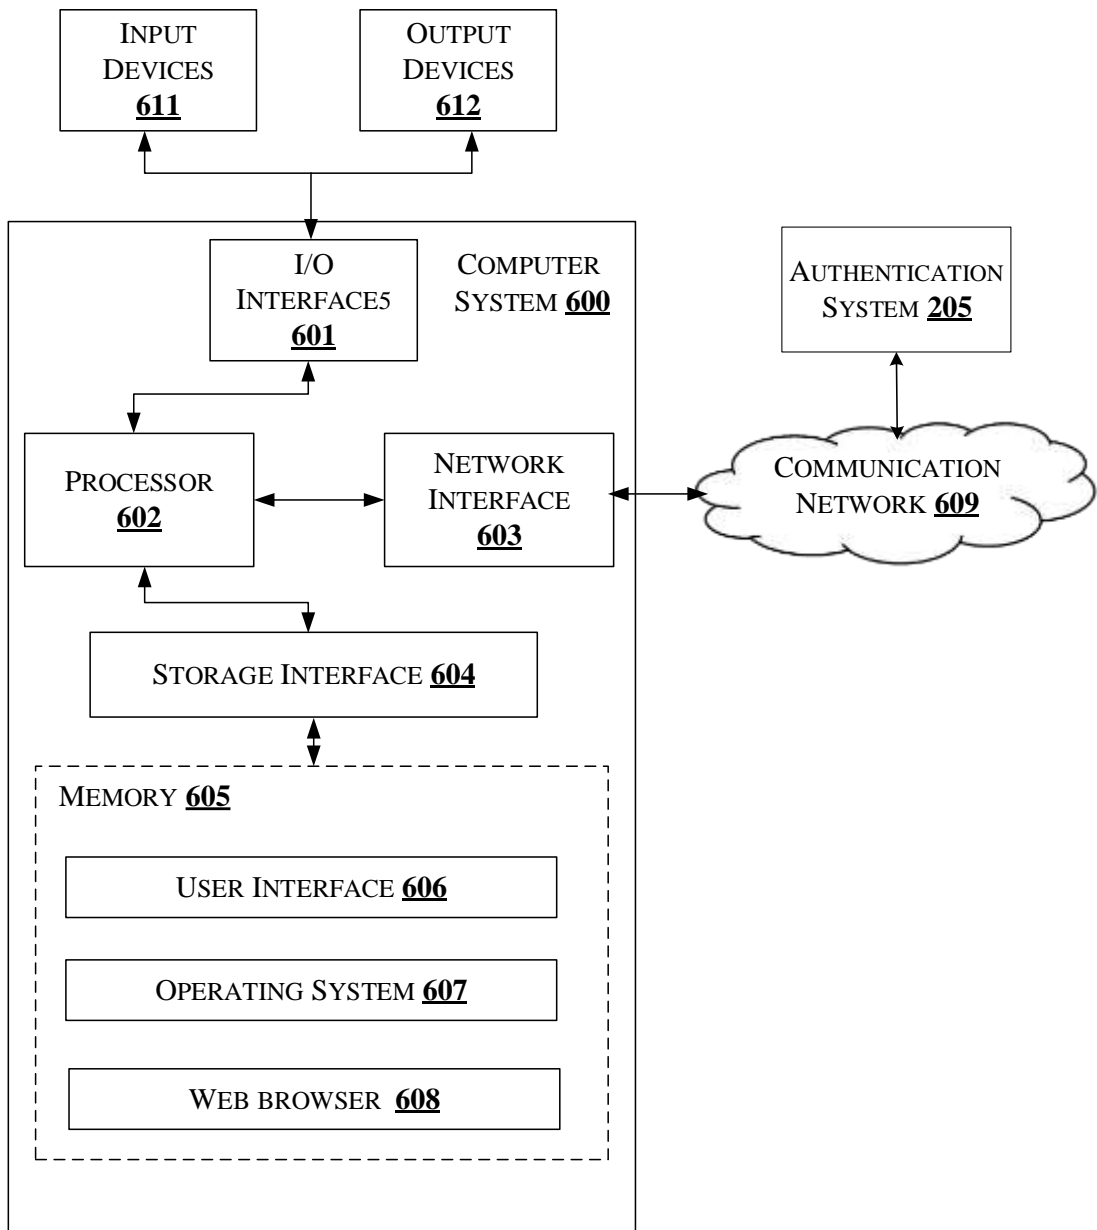 INPUT
DEVICES
611
OUTPUT
DEVICES
612
I/O
INTERFACE5
601
COMPUTER
SYSTEM 600
AUTHENTICATION
SYSTEM 205
PROCESSOR
602
NETWORK
INTERFACE
603
COMMUNICATION
NETWORK 609
STORAGE INTERFACE 604
MEMORY 605
USER INTERFACE 606
OPERATING SYSTEM 607
WEB BROWSER 608